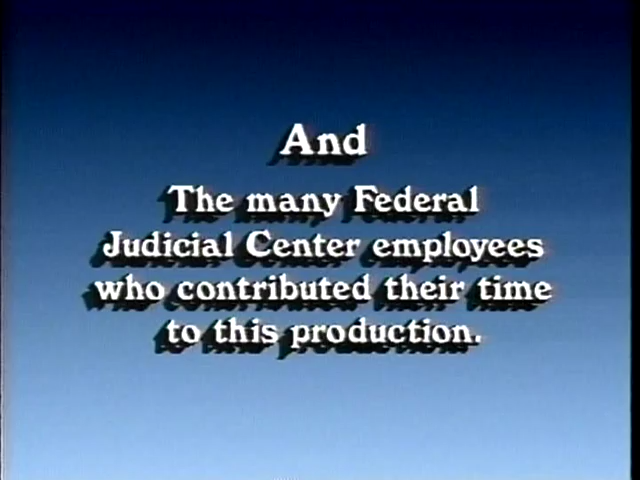 And
The many Federal
Judicial Center employees
who contributed their time
to this production.